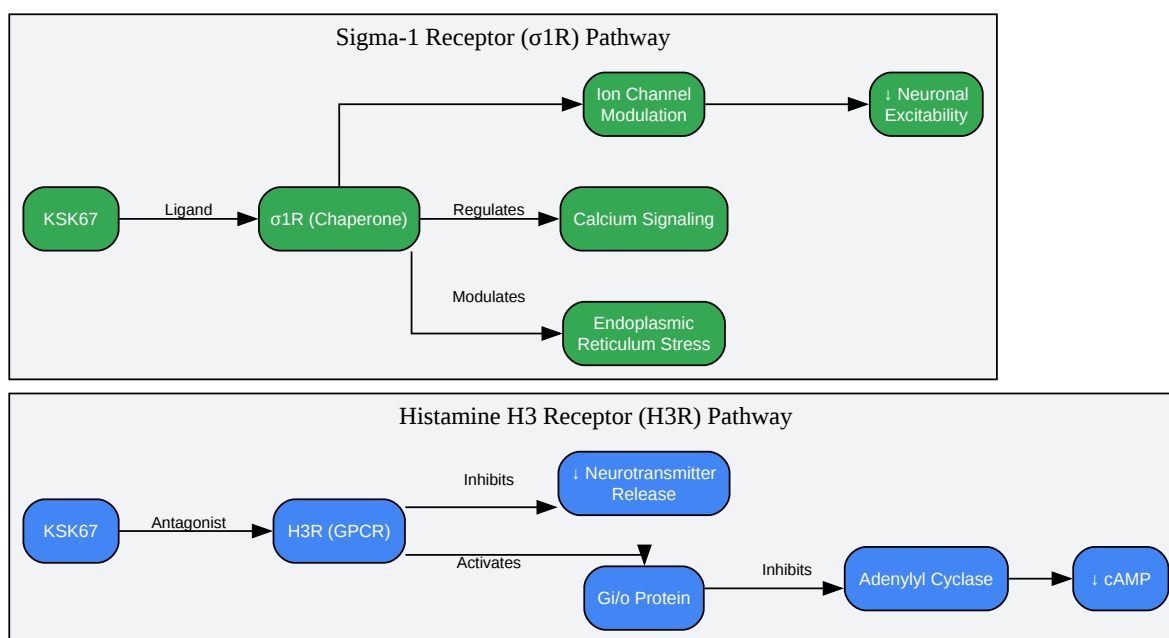 Sigma-1 Receptor (σ1R) Pathway
Ion Channel
Modulation
↓ Neuronal
Excitability
KSK67
Ligand
σ1R (Chaperone)
Regulates
Calcium Signaling
Modulates
Endoplasmic
Reticulum Stress
Histamine H3 Receptor (H3R) Pathway
Inhibits
↓ Neurotransmitter
Release
KSK67
Antagonist
H3R (GPCR)
Activates
Gi/o Protein
Inhibits
Adenylyl Cyclase
↓ cAMP